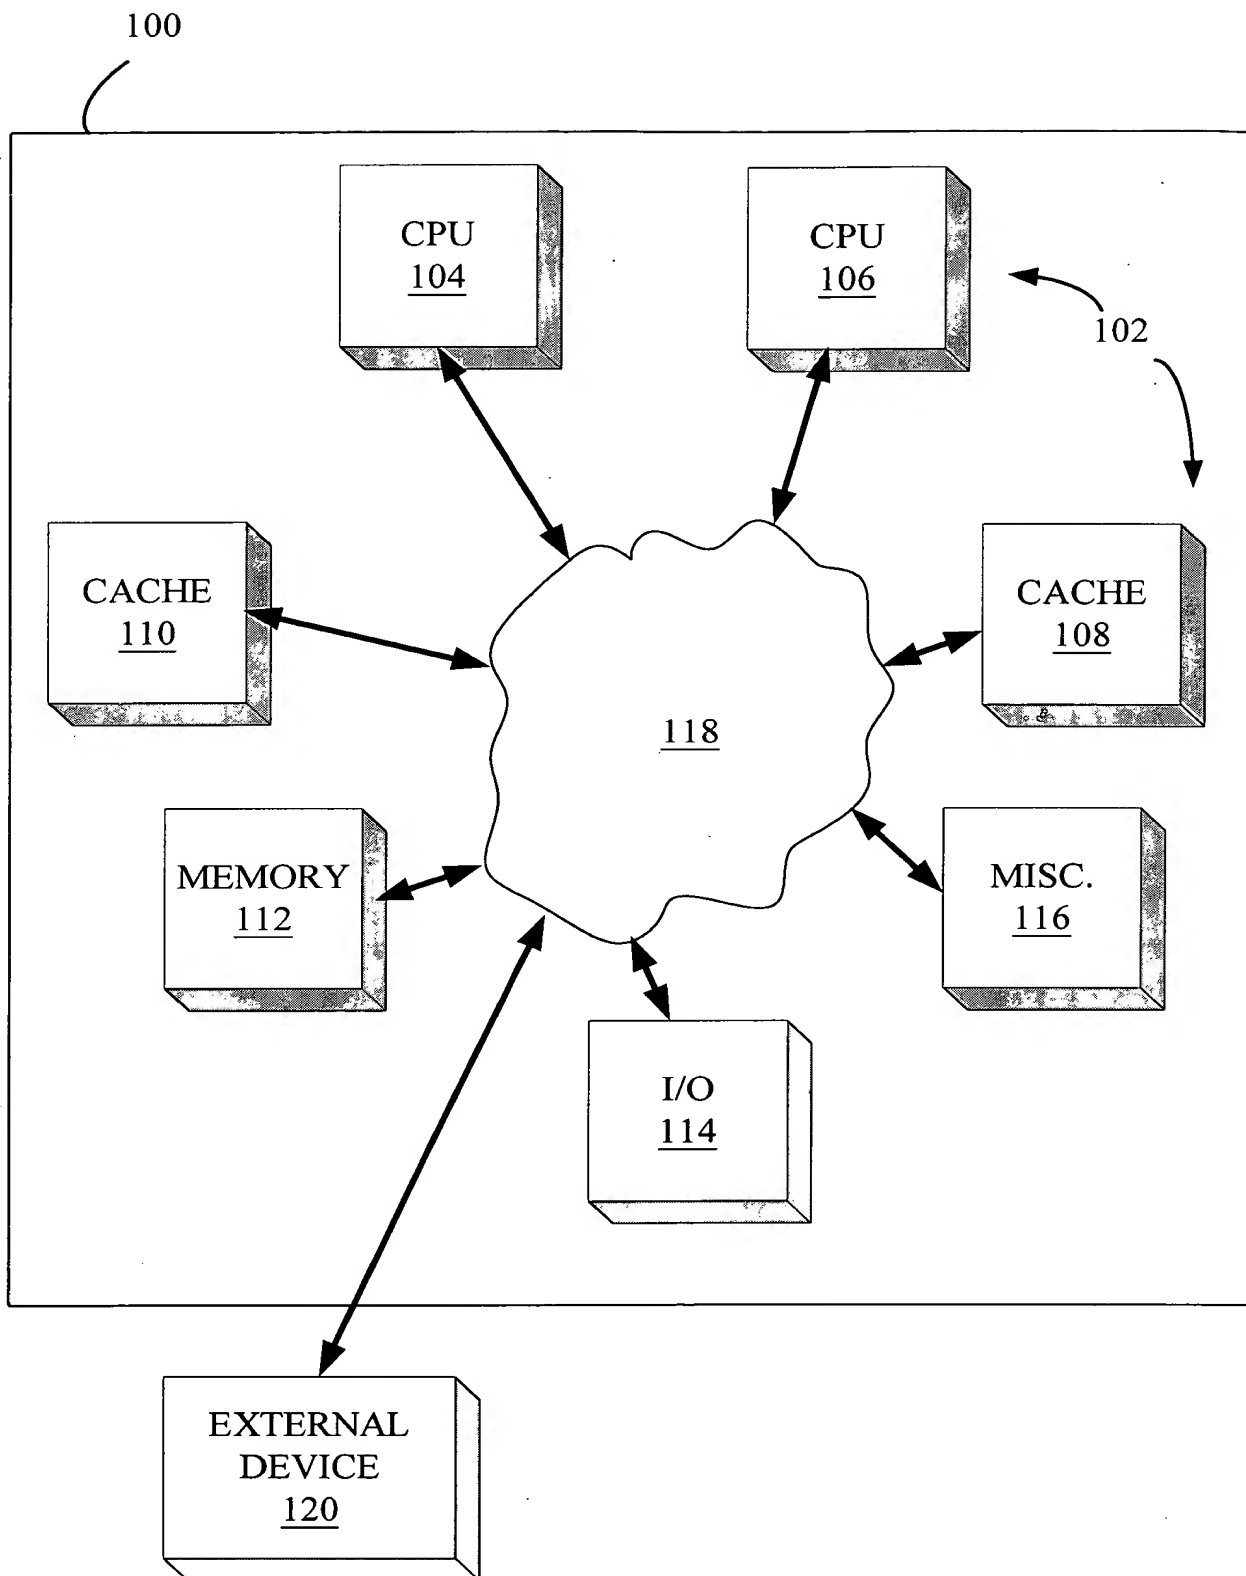 100
CPU
104
CPU
106
102
CACHE
110
CACHE
108
118
MEMORY
112
MISC.
116
I/O
114
EXTERNAL
DEVICE
120